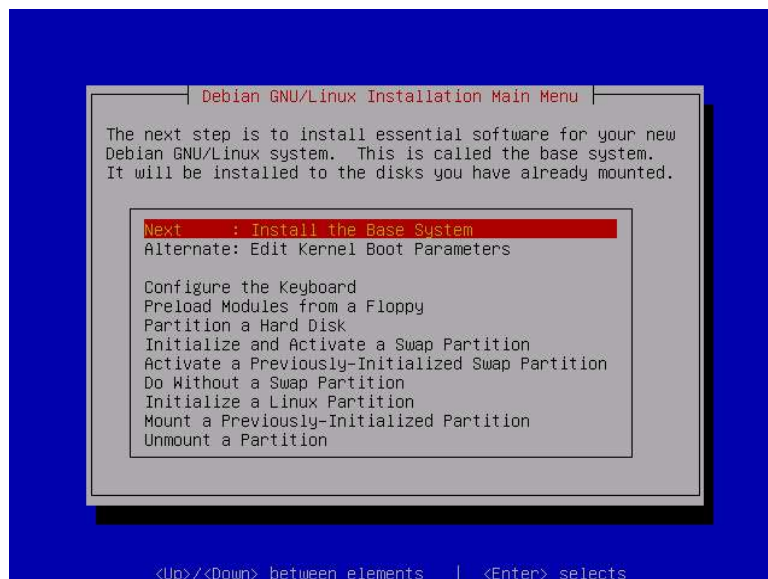 Debian GNU/Linux Installation Main Menu
The next step is to install essential software for your new
Debian GNU/Linux system.  This is called the base system.
It will be installed to the disks you have already mounted.
Next     : Install the Base System
Alternate: Edit Kernel Boot Parameters
Configure the Keyboard
Preload Modules from a Floppy
Partition a Hard Disk
Initialize and Activate a Swap Partition
Activate a Previously-Initialized Swap Partition
Do Without a Swap Partition
Initialize a Linux Partition
Mount a Previously-Initialized Partition
Unmount a Partition
<Up>/<Down> between elements   |  <Enter> selects